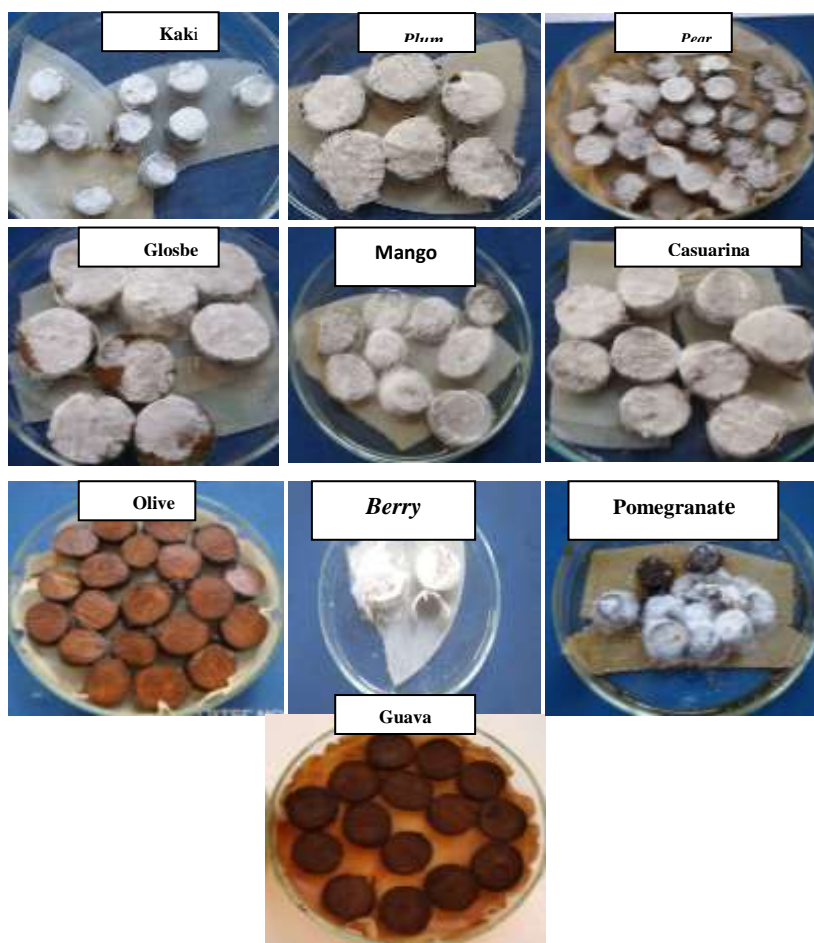 Kaki
Plum
Pear
Glosbe
Mango
Casuarina
Olive
Berry
Pomegranate
Guava